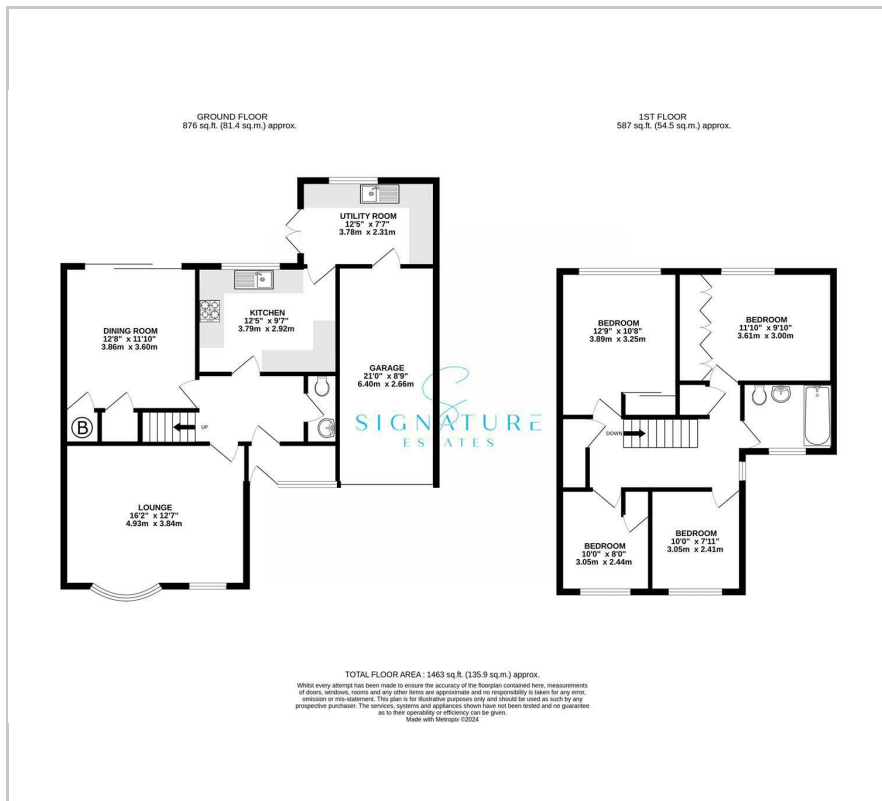 GROUND FLOOR
876 sq.ft. (81.4 sq.m.) approx.
1ST FLOOR
587 sq.ft. (54.5 sq.m.) approx.
UTILITY ROOM
12'5" x 7'7"
3.78m x 2.31m
KITCHEN
12'5" x 9'7"
3.79m x 2.92m
DINING ROOM
12'8" x 11'10"
3.86m x 3.60m
GARAGE
21'0" x 8'9"
6.40m x 2.66m
B
UP
LOUNGE
16'2" x 12'7"
4.93m x 3.84m
S
SIGNATURE
ESTATES
BEDROOM
12'9" x 10'8"
3.89m x 3.25m
BEDROOM
11'10" x 9'10"
3.61m x 3.00m
DOWN
BEDROOM
10'0" x 8'0"
3.05m x 2.44m
BEDROOM
10'0" x 7'11"
3.05m x 2.41m
TOTAL FLOOR AREA : 1463 sq.ft. (135.9 sq.m.) approx.
Whilst every attempt has been made to ensure the accuracy of the floorplan contained here, measurements
of doors, windows, rooms and any other items are approximate and no responsibility is taken for any error,
omission or mis-statement. This plan is for illustrative purposes only and should be used as such by any
prospective purchaser. The services, systems and appliances shown have not been tested and no guarantee
as to their operability or efficiency can be given.
Made with Metropix ©2024